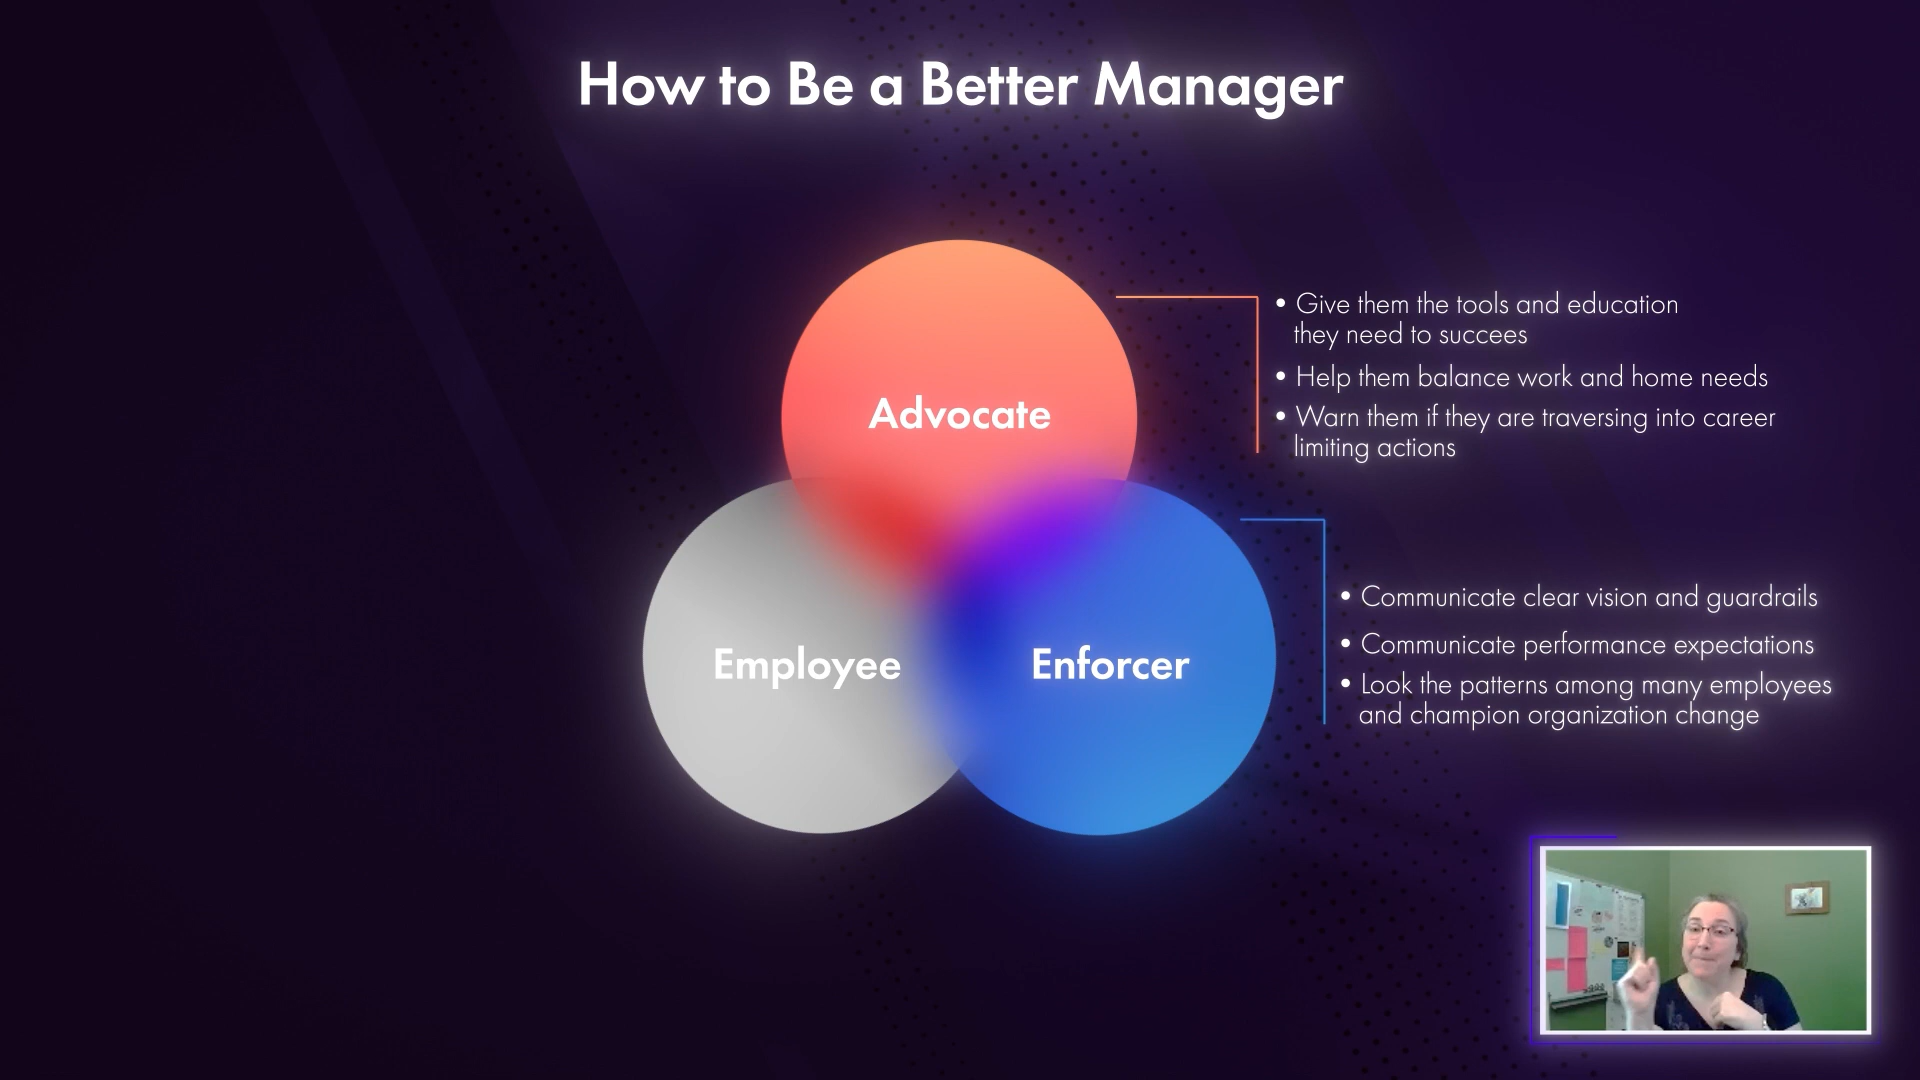 How to Be a Better Manager
Advocate
• Give them the tools and education
they need to succees
• Help them balance work and home needs
• Warn them if they are traversing into career
limiting actions
Employee
Enforcer
• Communicate clear vision and guardrails
• Communicate performance expectations
• Look the patterns among many employees
and champion organization change